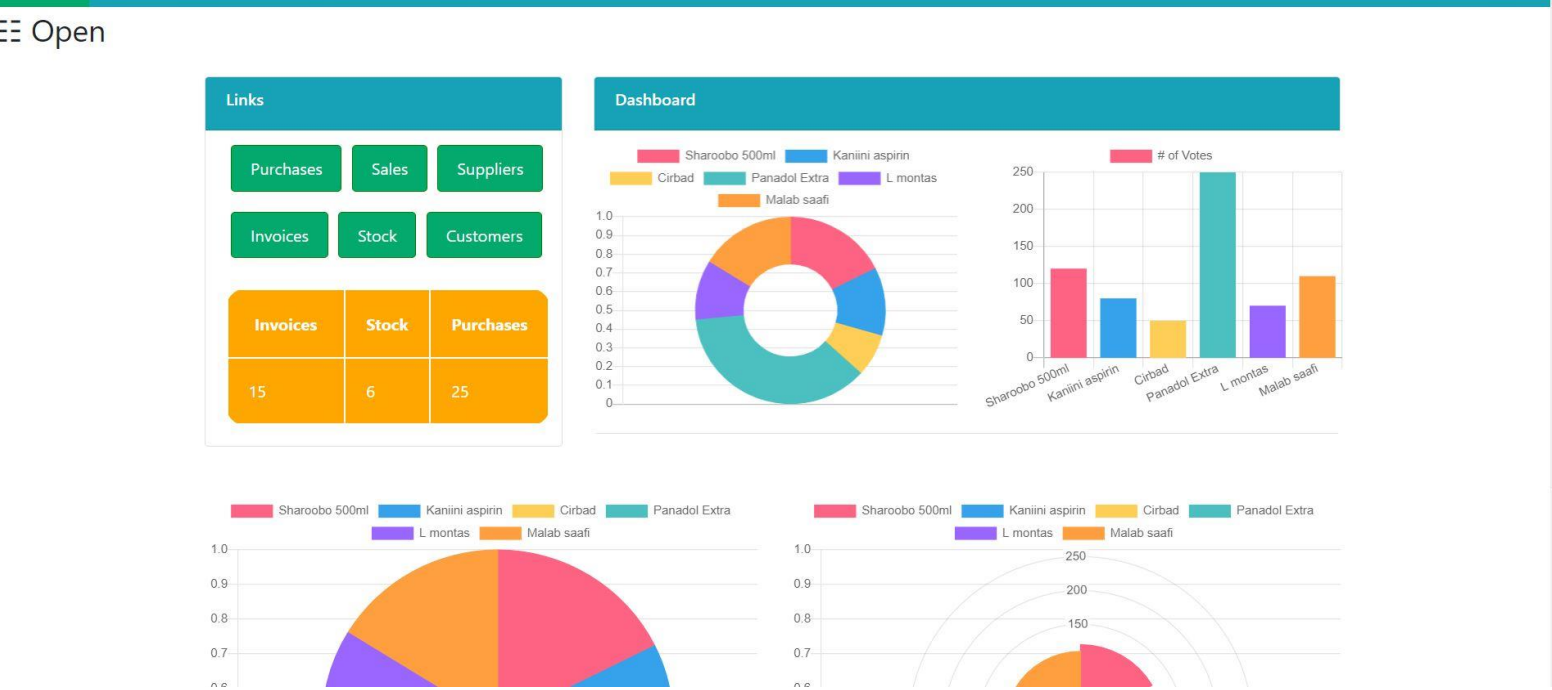 Open
Links
Purchases Sales Suppliers
Invoices Stock Customers
Invoices Stock Purchases
15 6 25
Dashboard
Sharoobo 500ml Kaniini aspirin
Cirbad Panadol Extra L montas
Malab saafi
1.0
0.9
0.8
0.7
0.6
0.5
0.4
0.3
0.2
0.1
0
# of Votes
250
200
150
100
50
0
Sharoobo 500ml Kaniini aspirin Cirbad Panadol Extra L montas Malab saafi
Sharoobo 500ml Kaniini aspirin Cirbad Panadol Extra
L montas Malab saafi
1.0
0.9
0.8
0.7
0.6
Sharoobo 500ml Kaniini aspirin Cirbad Panadol Extra
L montas Malab saafi
1.0
0.9
0.8
0.7
0.6
250
200
150